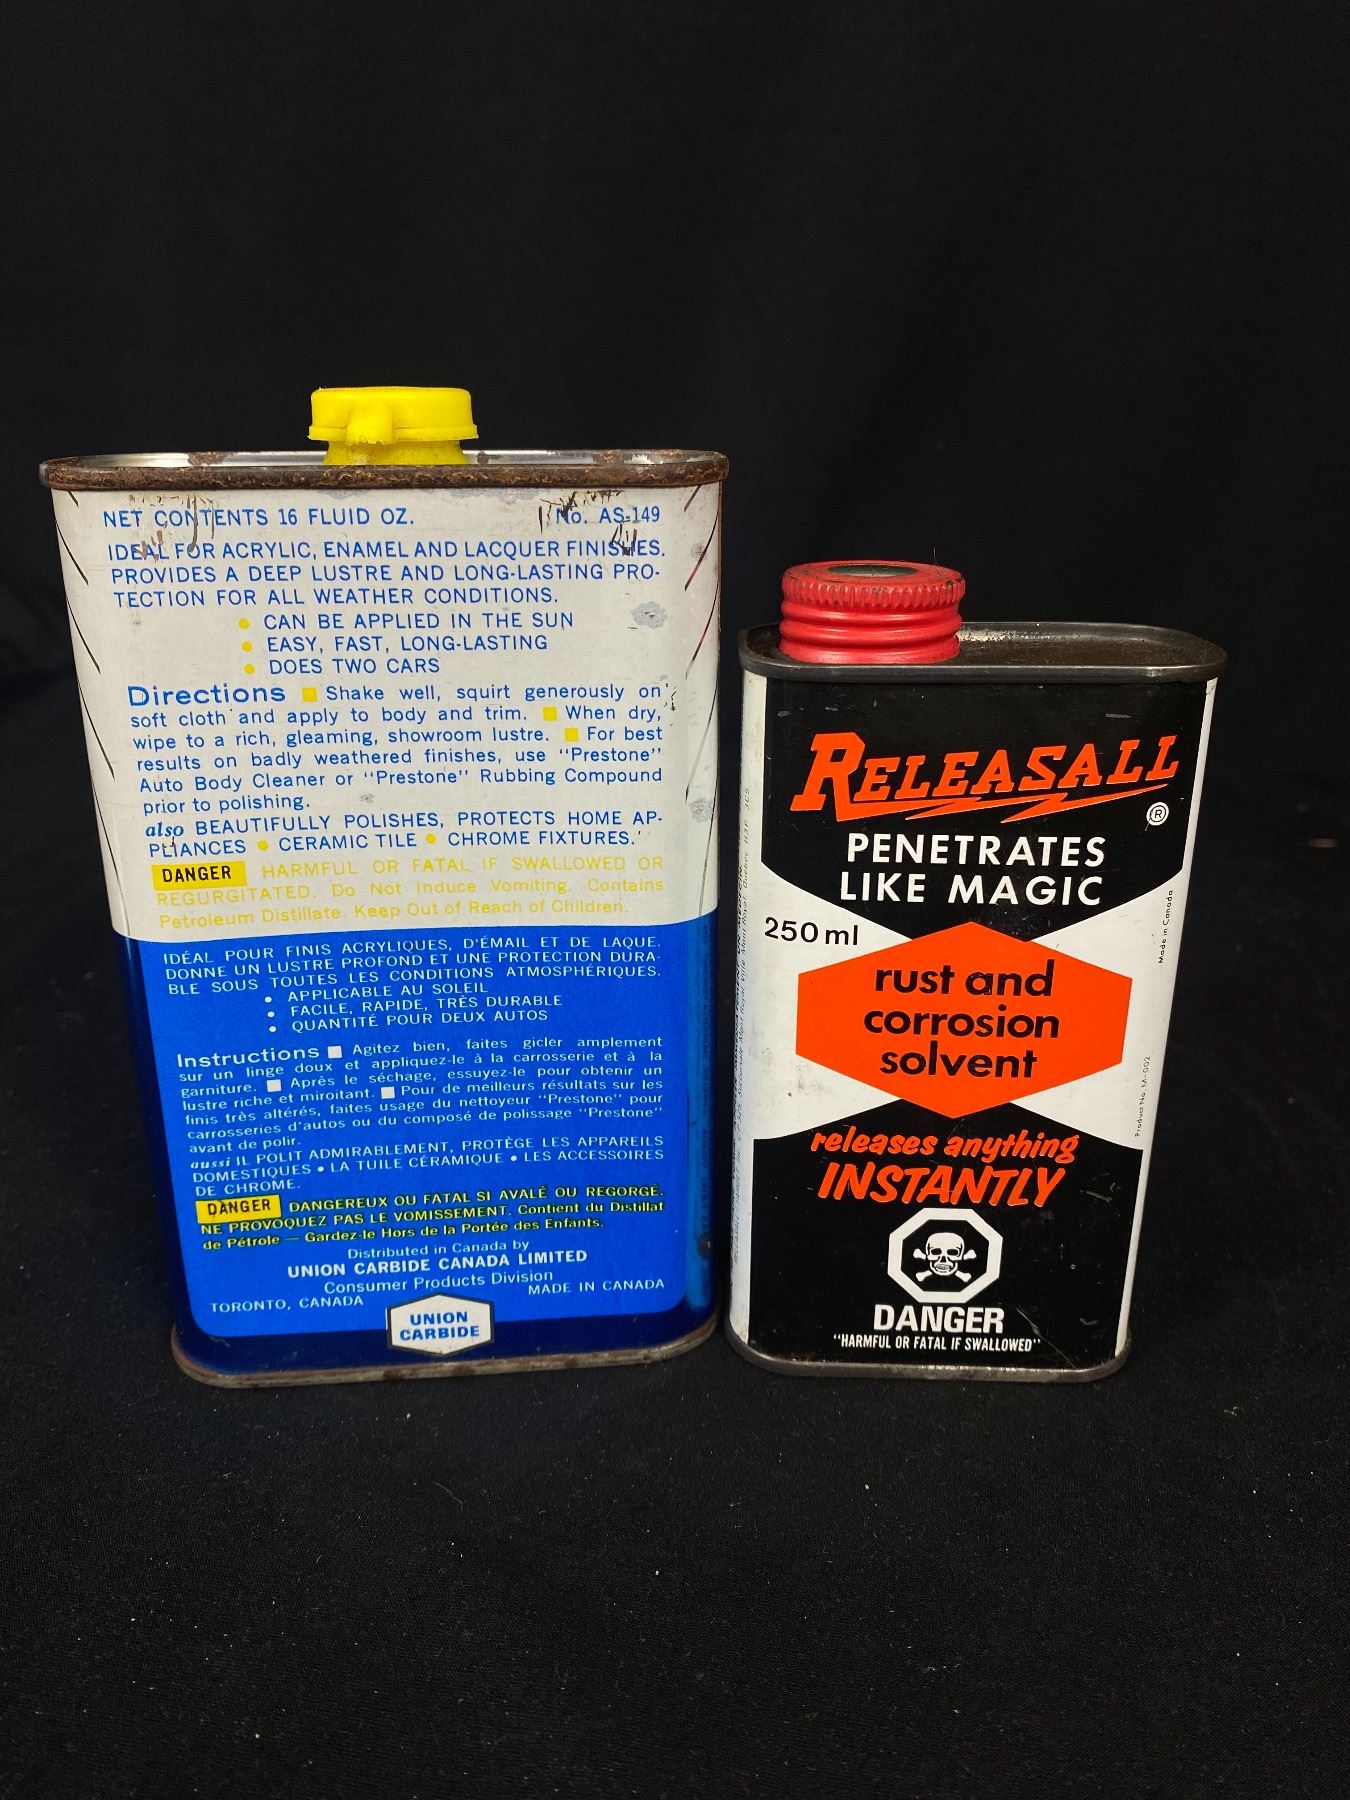 NET CONTENTS 16 FLUID OZ. No. AS-149
IDEAL FOR ACRYLIC, ENAMEL AND LACQUER FINISHES.
PROVIDES A DEEP LUSTRE AND LONG-LASTING PRO-
TECTION FOR ALL WEATHER CONDITIONS.
• CAN BE APPLIED IN THE SUN
• EASY, FAST, LONG-LASTING
• DOES TWO CARS
Directions ■ Shake well, squirt generously on
soft cloth and apply to body and trim. ■ When dry,
wipe to a rich, gleaming, showroom lustre. ■ For best
results on badly weathered finishes, use "Prestone"
Auto Body Cleaner or "Prestone" Rubbing Compound
prior to polishing.
also BEAUTIFULLY POLISHES, PROTECTS HOME AP-
PLIANCES • CERAMIC TILE • CHROME FIXTURES.
DANGER HARMFUL OR FATAL IF SWALLOWED OR
REGURGITATED. Do Not Induce Vomiting. Contains
Petroleum Distillate. Keep Out of Reach of Children.
IDÉAL POUR FINIS ACRYLIQUES, D'ÉMAIL ET DE LAQUE.
DONNE UN LUSTRE PROFOND ET UNE PROTECTION DURA-
BLE SOUS TOUTES LES CONDITIONS ATMOSPHÉRIQUES.
• APPLICABLE AU SOLEIL
• FACILE, RAPIDE, TRÈS DURABLE
• QUANTITÉ POUR DEUX AUTOS
Instructions ■ Agitez bien, faites gicler amplement
sur un linge doux et appliquez-le à la carrosserie et à la
garniture. ■ Après le séchage, essuyez-le pour obtenir un
lustre riche et miroitant. ■ Pour de meilleurs résultats sur les
finis très altérés, faites usage du nettoyeur "Prestone" pour
carrosseries d'autos ou du composé de polissage "Prestone"
avant de polir.
aussi IL POLIT ADMIRABLEMENT, PROTÈGE LES APPAREILS
DOMESTIQUES • LA TUILE CÉRAMIQUE • LES ACCESSOIRES
DE CHROME.
DANGER DANGEREUX OU FATAL SI AVALÉ OU REGORGÉ.
NE PROVOQUEZ PAS LE VOMISSEMENT. Contient du Distillat
de Pétrole — Gardez-le Hors de la Portée des Enfants.
Distributed in Canada by
UNION CARBIDE CANADA LIMITED
Consumer Products Division
TORONTO, CANADA MADE IN CANADA
UNION
CARBIDE
RELEASALL
®
PENETRATES
LIKE MAGIC
250 ml
rust and
corrosion
solvent
releases anything
INSTANTLY
DANGER
"HARMFUL OR FATAL IF SWALLOWED"
Made in Canada
Product No. M-002